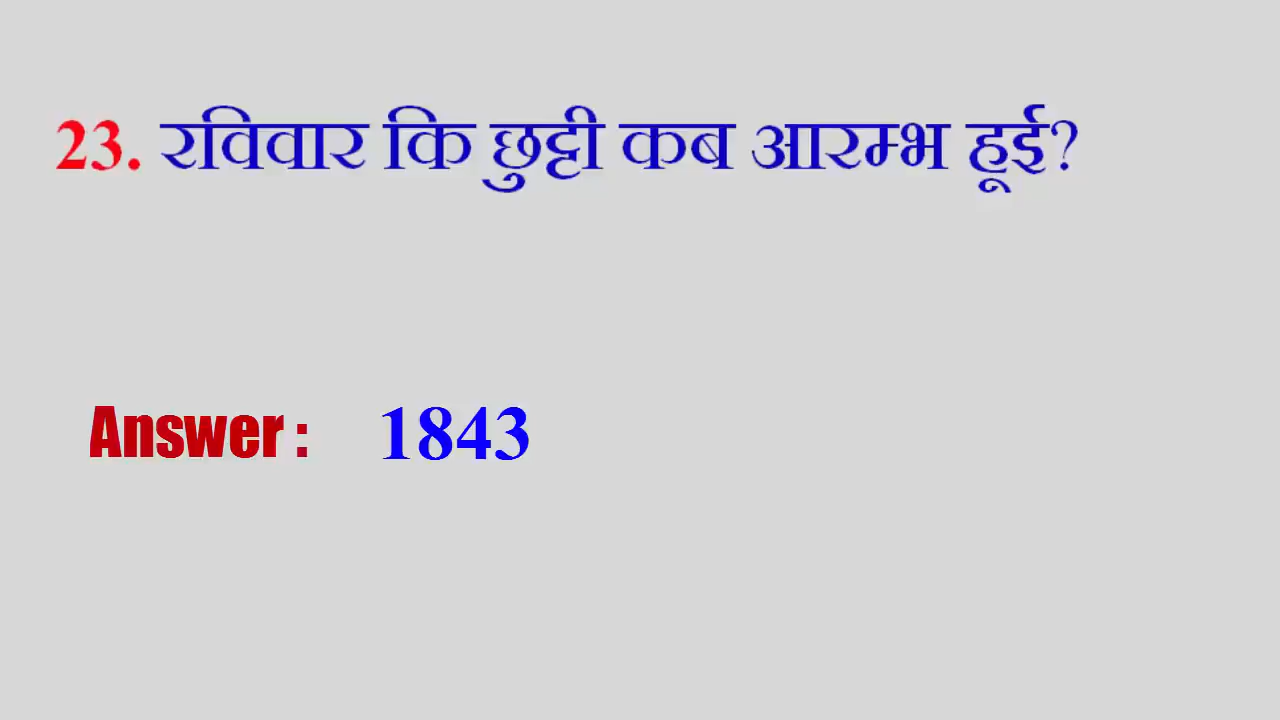 23. रविवार कि छुट्टी कब आरम्भ हूई?
Answer : 1843